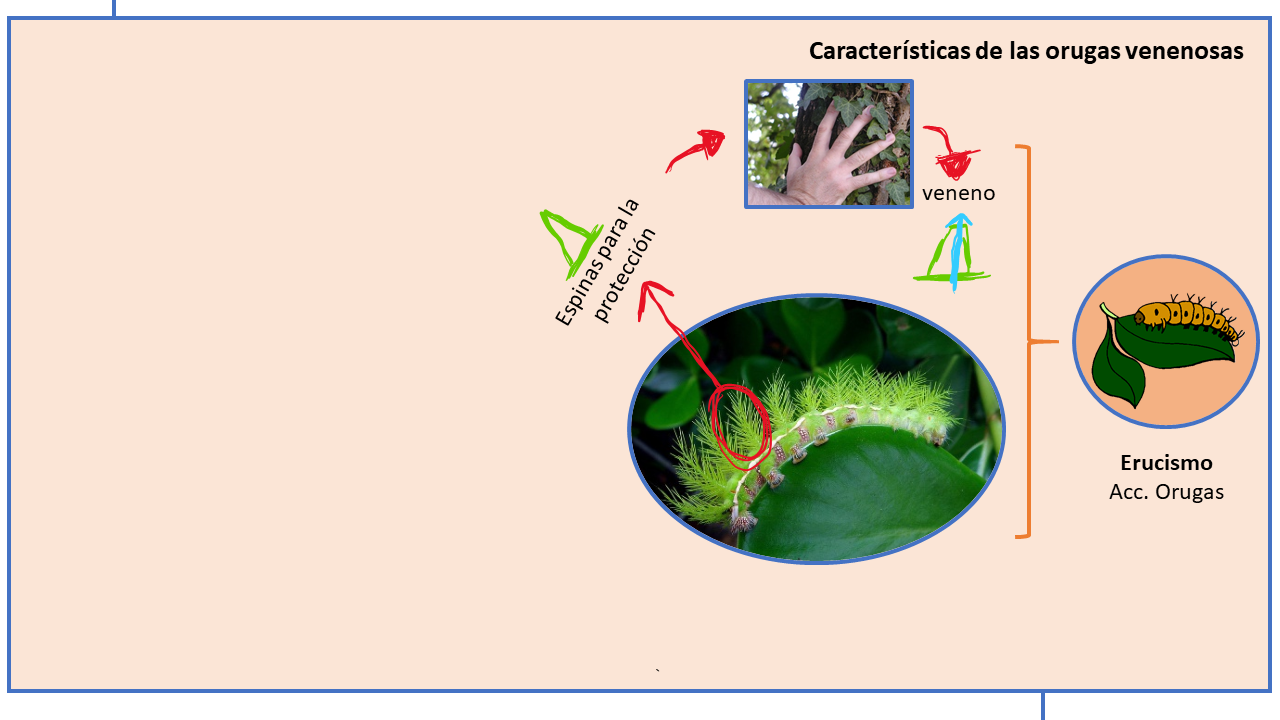 Características de las orugas venenosas
veneno
Espinas para la
protección
Erucismo
Acc. Orugas
`